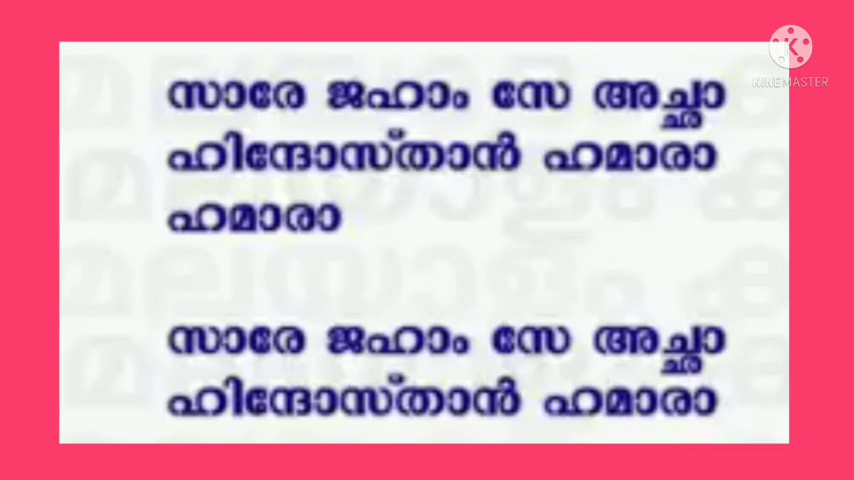 KINEMASTER
സാരേ ജഹാം സേ അച്ഛാ
ഹിന്ദോസ്താൻ ഹമാരാ
ഹമാരാ
സാരേ ജഹാം സേ അച്ഛാ
ഹിന്ദോസ്താൻ ഹമാരാ